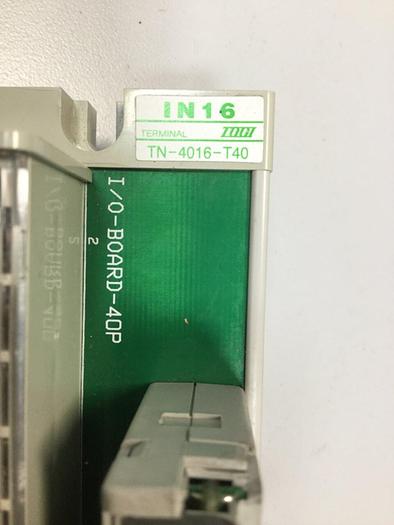 IN16
TERMINAL TOGI
TN-4016-T40
I/O-BOARD-40P
2